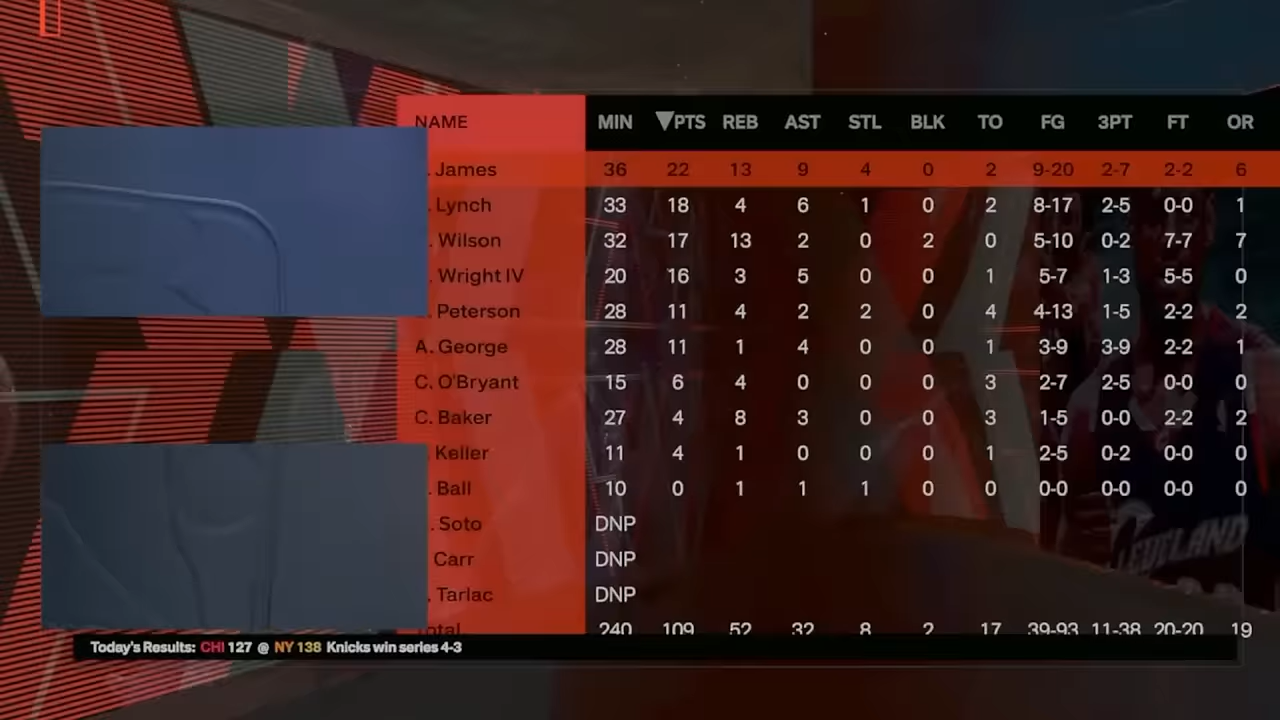 NAME MIN PTS REB AST STL BLK TO FG 3PT FT OR
. James 36 22 13 9 4 0 2 9-20 2-7 2-2 6
. Lynch 33 18 4 6 1 0 2 8-17 2-5 0-0 1
. Wilson 32 17 13 2 0 2 0 5-10 0-2 7-7 7
. Wright IV 20 16 3 5 0 0 1 5-7 1-3 5-5 0
. Peterson 28 11 4 2 2 0 4 4-13 1-5 2-2 2
A. George 28 11 1 4 0 0 1 3-9 3-9 2-2 1
C. O'Bryant 15 6 4 0 0 0 3 2-7 2-5 0-0 0
C. Baker 27 4 8 3 0 0 3 1-5 0-0 2-2 2
Keller 11 4 1 0 0 0 1 2-5 0-2 0-0 0
. Ball 10 0 1 1 1 0 0 0-0 0-0 0-0 0
. Soto DNP
Carr DNP
. Tarlac DNP
otal 240 109 52 32 8 2 17 39-93 11-38 20-20 19
Today's Results: CHI 127 @ NY 138 Knicks win series 4-3